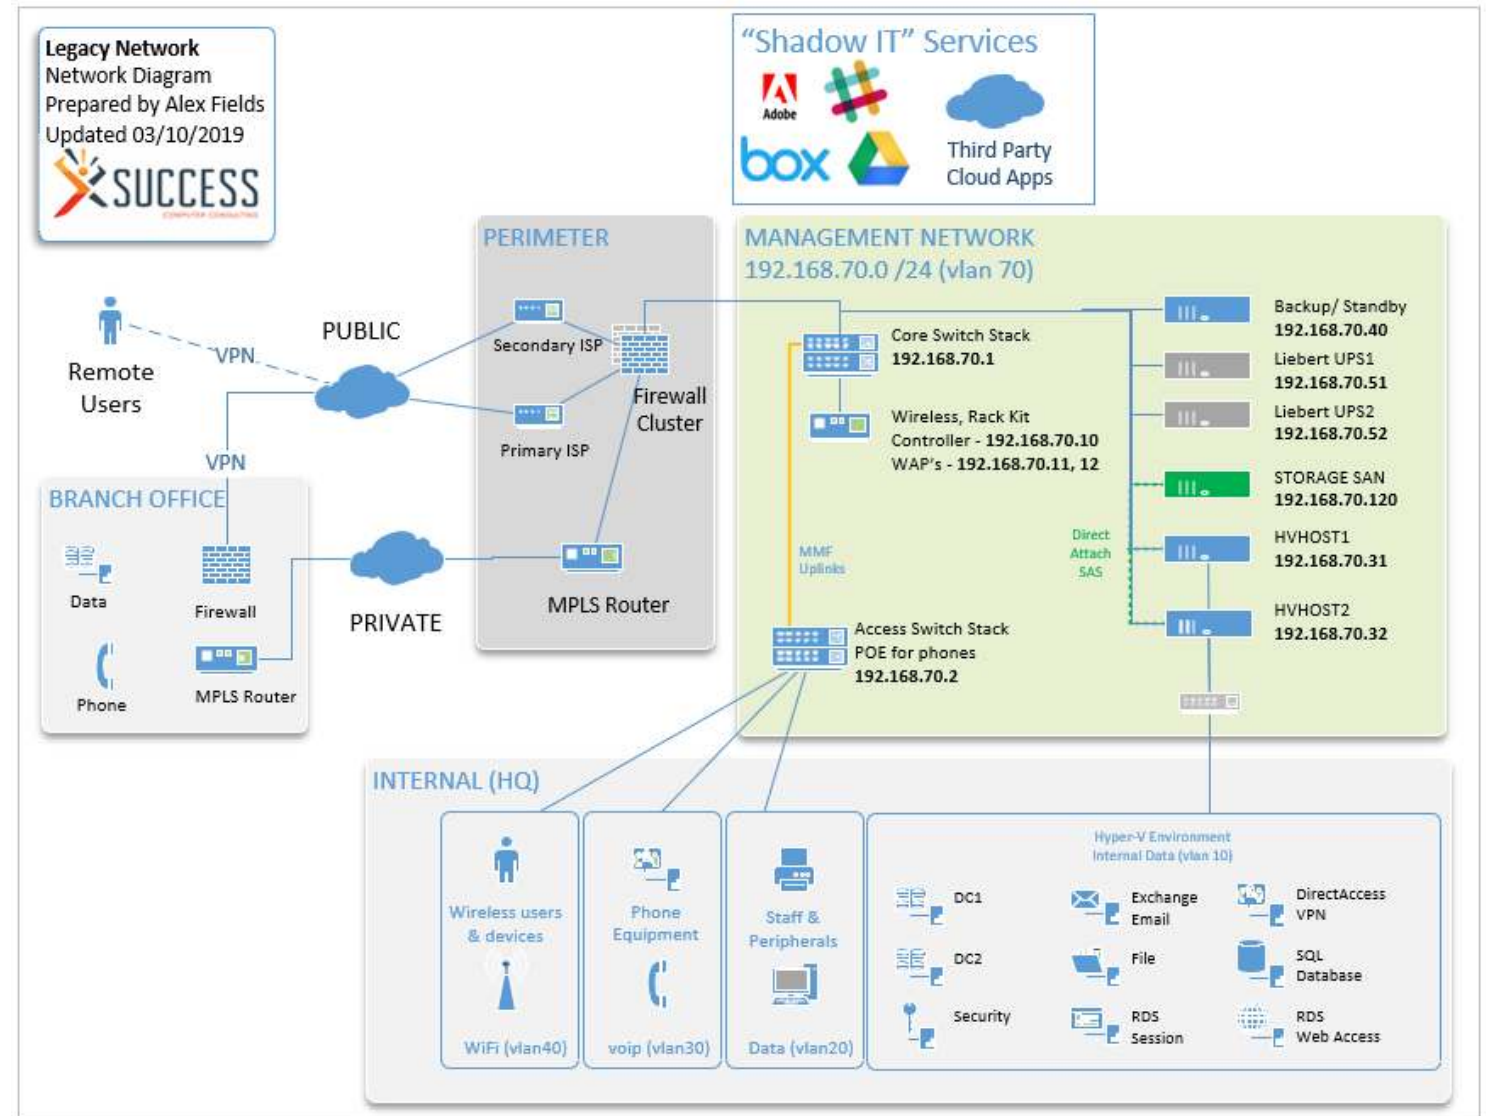 Legacy Network
Network Diagram
Prepared by Alex Fields
Updated 03/10/2019
SUCCESS
COMPUTER CONSULTING
“Shadow IT” Services
Adobe
box
Third Party
Cloud Apps
PERIMETER
Secondary ISP
Firewall
Cluster
Primary ISP
MPLS Router
MANAGEMENT NETWORK
192.168.70.0 /24 (vlan 70)
Core Switch Stack
192.168.70.1
Wireless, Rack Kit
Controller - 192.168.70.10
WAP's - 192.168.70.11, 12
MMF
Uplinks
Direct
Attach
SAS
Access Switch Stack
POE for phones
192.168.70.2
Backup/ Standby
192.168.70.40
Liebert UPS1
192.168.70.51
Liebert UPS2
192.168.70.52
STORAGE SAN
192.168.70.120
HVHOST1
192.168.70.31
HVHOST2
192.168.70.32
Remote
Users
VPN
PUBLIC
VPN
BRANCH OFFICE
Data
Firewall
Phone
MPLS Router
PRIVATE
INTERNAL (HQ)
Wireless users
& devices
WiFi (vlan40)
Phone
Equipment
voip (vlan30)
Staff &
Peripherals
Data (vlan20)
Hyper-V Environment
Internal Data (vlan 10)
DC1
Exchange
Email
DirectAccess
VPN
DC2
File
SQL
Database
Security
RDS
Session
RDS
Web Access